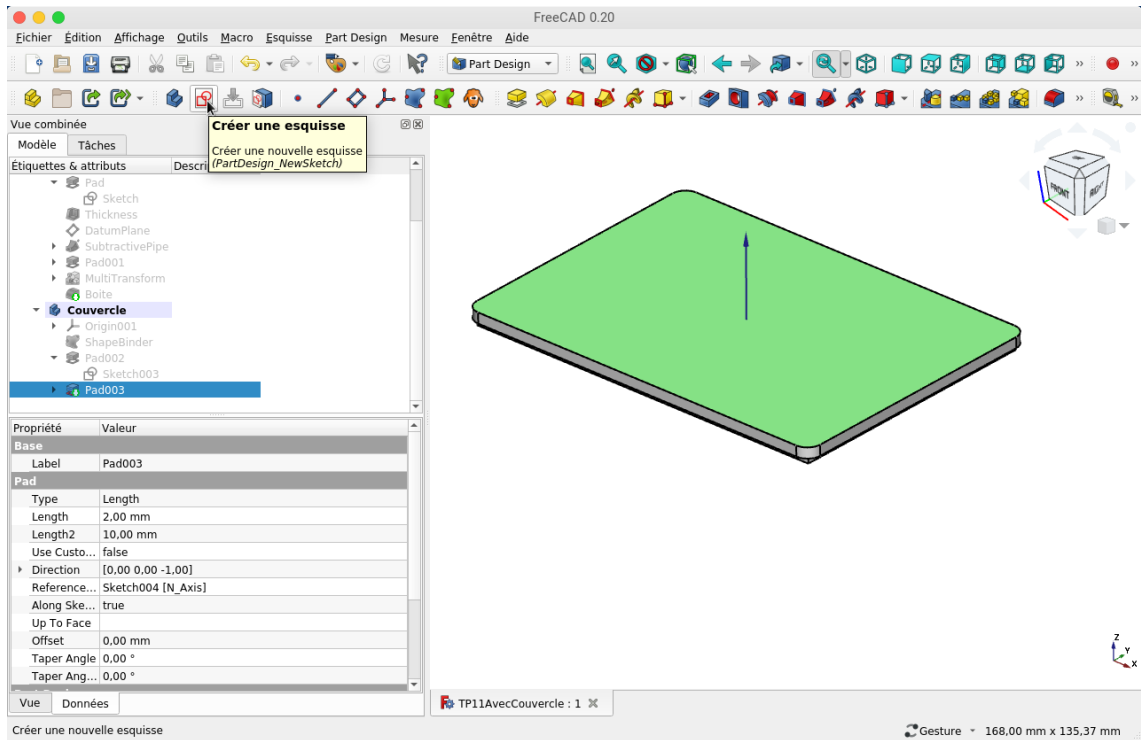 FreeCAD 0.20
Fichier Édition Affichage Outils Macro Esquisse Part Design Mesure Fenêtre Aide
Part Design
Vue combinée
Créer une esquisse
Créer une nouvelle esquisse
(PartDesign_NewSketch)
Modèle Tâches
Étiquettes & attributs Descri
Pad
Sketch
Thickness
DatumPlane
SubtractivePipe
Pad001
MultiTransform
Boite
Couvercle
Origin001
ShapeBinder
Pad002
Sketch003
Pad003
FRONT RIGHT
Propriété Valeur
Base
Label Pad003
Pad
Type Length
Length 2,00 mm
Length2 10,00 mm
Use Custo... false
Direction [0,00 0,00 -1,00]
Reference... Sketch004 [N_Axis]
Along Ske... true
Up To Face
Offset 0,00 mm
Taper Angle 0,00 °
Taper Ang... 0,00 °
Z
Y
X
Vue Données
TP11AvecCouvercle : 1
Créer une nouvelle esquisse
Gesture 168,00 mm x 135,37 mm